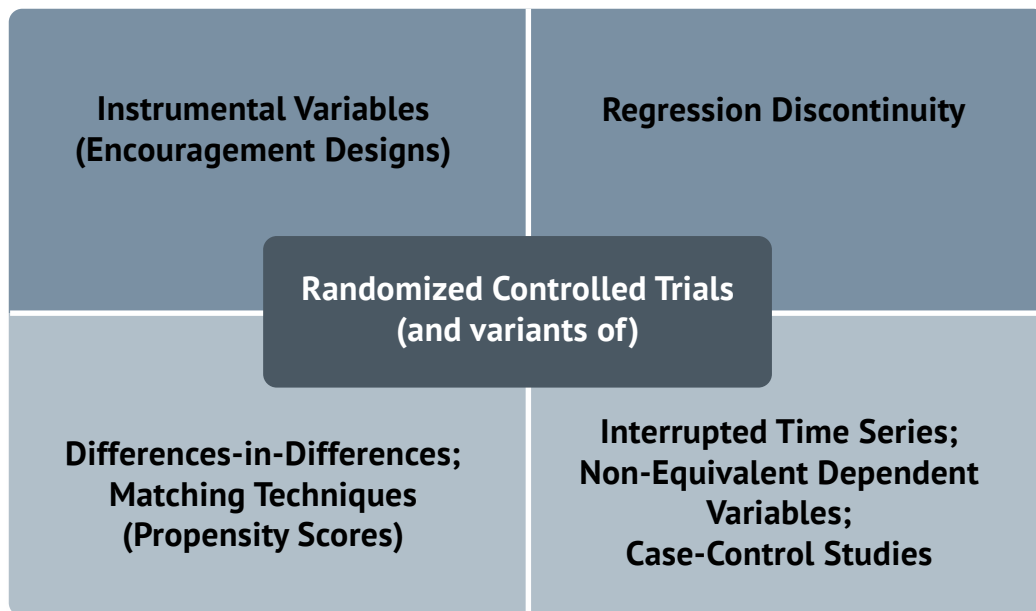 Instrumental Variables
(Encouragement Designs)
Regression Discontinuity
Randomized Controlled Trials
(and variants of)
Differences-in-Differences;
Matching Techniques
(Propensity Scores)
Interrupted Time Series;
Non-Equivalent Dependent
Variables;
Case-Control Studies